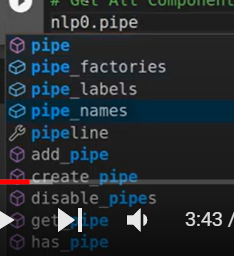 # Get All Component
nlp0.pipe
pipe
pipe_factories
pipe_labels
pipe_names
pipeline
add_pipe
create_pipe
disable_pipes
get_pipe
3:43 /
has_pipe